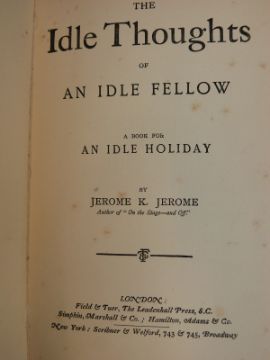 THE
Idle Thoughts
OF
AN IDLE FELLOW
A BOOK FOR
AN IDLE HOLIDAY
BY
JEROME K. JEROME
Author of "On the Stage—and Off."
LONDON:
Field & Tuer, The Leadenhall Press, E.C.
Simpkin, Marshall & Co.; Hamilton, Adams & Co.
New York: Scribner & Welford, 743 & 745, Broadway